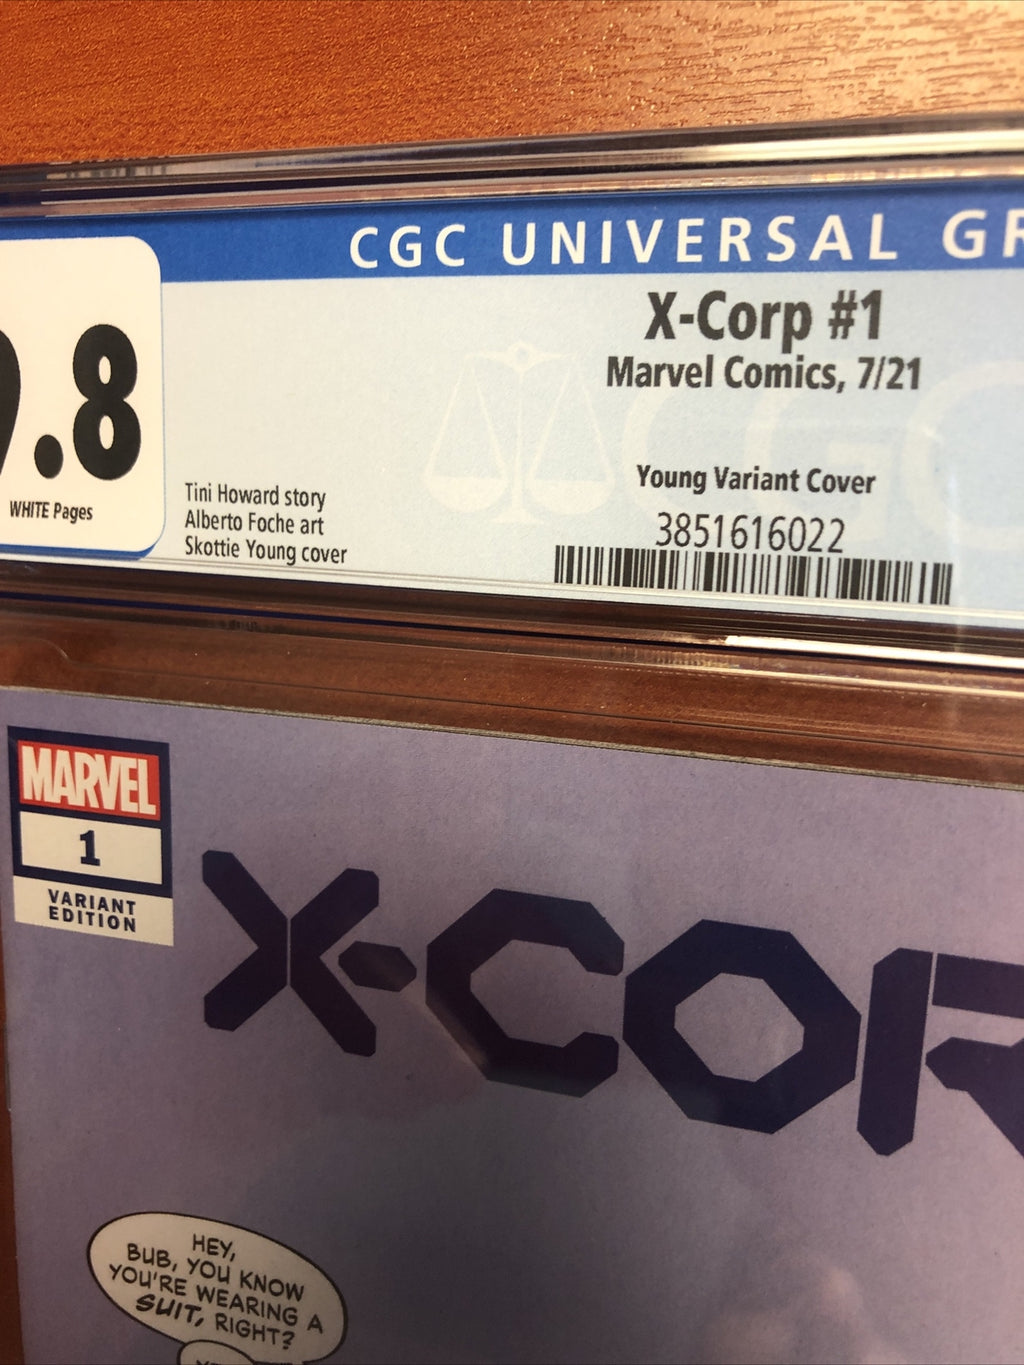 CGC UNIVERSAL GR
X-Corp #1
Marvel Comics, 7/21
9.8
WHITE Pages
Tini Howard story
Alberto Foche art
Skottie Young cover
Young Variant Cover
3851616022
MARVEL
1
VARIANT
EDITION
X-COR
HEY,
BUB, YOU KNOW
YOU'RE WEARING A
SUIT, RIGHT?